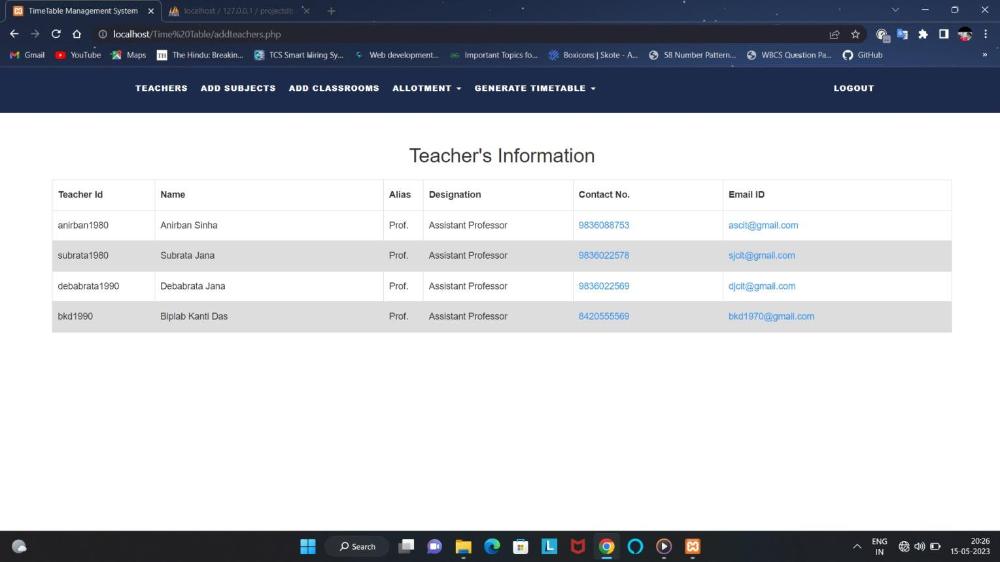 TimeTable Management System
localhost / 127.0.0.1 / projectdb
localhost/Time%20Table/addteachers.php
Gmail YouTube Maps TH The Hindu: Breakin... TCS Smart Hiring Sy... Web development... Important Topics fo... Boxicons | Skote - A... 58 Number Pattern... WBCS Question Pa... GitHub »
TEACHERS ADD SUBJECTS ADD CLASSROOMS ALLOTMENT GENERATE TIMETABLE LOGOUT
Teacher's Information
Teacher Id Name Alias Designation Contact No. Email ID
anirban1980 Anirban Sinha Prof. Assistant Professor 9836088753 ascit@gmail.com
subrata1980 Subrata Jana Prof. Assistant Professor 9836022578 sjcit@gmail.com
debabrata1990 Debabrata Jana Prof. Assistant Professor 9836022569 djcit@gmail.com
bkd1990 Biplab Kanti Das Prof. Assistant Professor 8420555569 bkd1970@gmail.com
Search
L
ENG
IN
20:26
15-05-2023